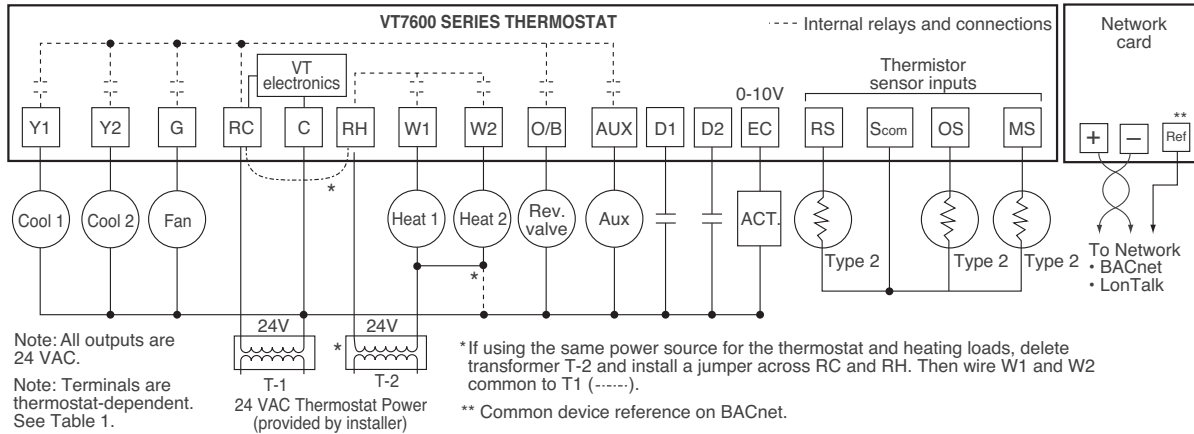 VT7600 SERIES THERMOSTAT
---- Internal relays and connections
Network
card
VT
electronics
Thermistor
sensor inputs
0-10V
Y1
Y2
G
RC
C
RH
W1
W2
O/B
AUX
D1
D2
EC
RS
Scom
OS
MS
+
–
**
Ref
*
Cool 1
Cool 2
Fan
Heat 1
Heat 2
Rev.
valve
Aux
ACT.
Type 2
Type 2
Type 2
To Network
• BACnet
• LonTalk
*
Note: All outputs are
24 VAC.
Note: Terminals are
thermostat-dependent.
See Table 1.
24V
T-1
24 VAC Thermostat Power
(provided by installer)
*
24V
T-2
*If using the same power source for the thermostat and heating loads, delete
transformer T-2 and install a jumper across RC and RH. Then wire W1 and W2
common to T1 (------).
** Common device reference on BACnet.